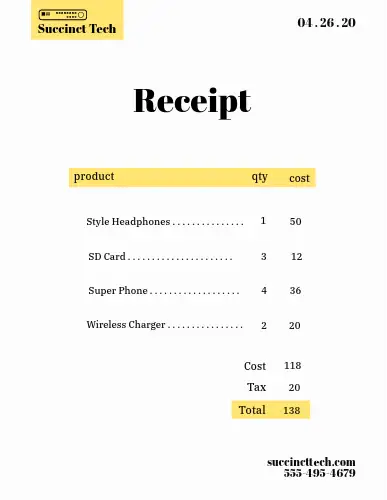 Succinct Tech
04.26.20
Receipt
product qty cost
Style Headphones ............... 1 50
SD Card ...................... 3 12
Super Phone ................... 4 36
Wireless Charger ................ 2 20
Cost 118
Tax 20
Total 138
succincttech.com
555-495-4679